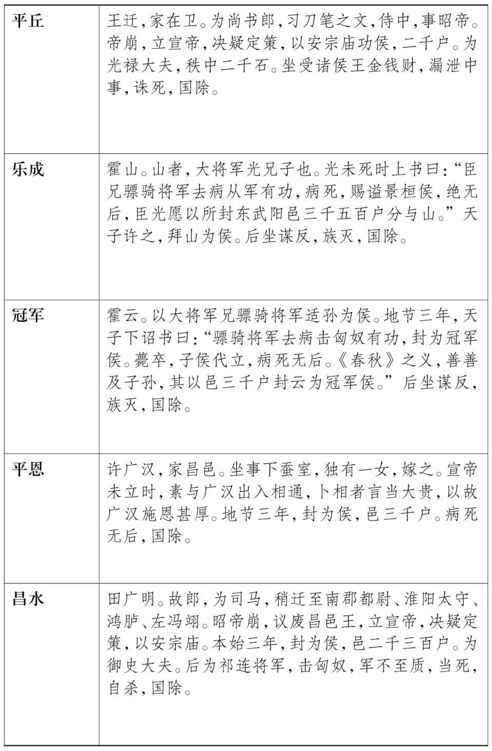 平丘
王迁，家在卫。为尚书郎，习刀笔之文，侍中，事昭帝。
帝崩，立宣帝，决疑定策，以安宗庙功侯，二千户。为
光禄大夫，秩中二千石。坐受诸侯王金钱财，漏泄中
事，诛死，国除。
乐成
霍山。山者，大将军光兄子也。光未死时上书曰：“臣
兄骠骑将军去病从军有功，病死，赐谥景桓侯，绝无
后，臣光愿以所封东武阳邑三千五百户分与山。”天
子许之，拜山为侯。后坐谋反，族灭，国除。
冠军
霍云。以大将军兄骠骑将军适孙为侯。地节三年，天
子下诏书曰：“骠骑将军去病击匈奴有功，封为冠军
侯。薨卒，子侯代立，病死无后。《春秋》之义，善善
及子孙，其以邑三千户封云为冠军侯。”后坐谋反，
族灭，国除。
平恩
许广汉，家昌邑。坐事下蚕室，独有一女，嫁之。宣帝
未立时，素与广汉出入相通，卜相者言当大贵，以故
广汉施恩甚厚。地节三年，封为侯，邑三千户。病死
无后，国除。
昌水
田广明。故郎，为司马，稍迁至南郡都尉、淮阳太守、
鸿胪、左冯翊。昭帝崩，议废昌邑王，立宣帝，决疑定
策，以安宗庙。本始三年，封为侯，邑二千三百户。为
御史大夫。后为祁连将军，击匈奴，军不至质，当死，
自杀，国除。